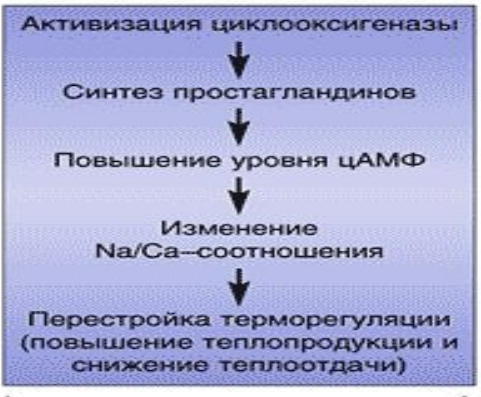 Активизация циклооксигеназы
Синтез простагландинов
Повышение уровня цАМФ
Изменение
Na/Ca–соотношения
Перестройка терморегуляции
(повышение теплопродукции и
снижение теплоотдачи)